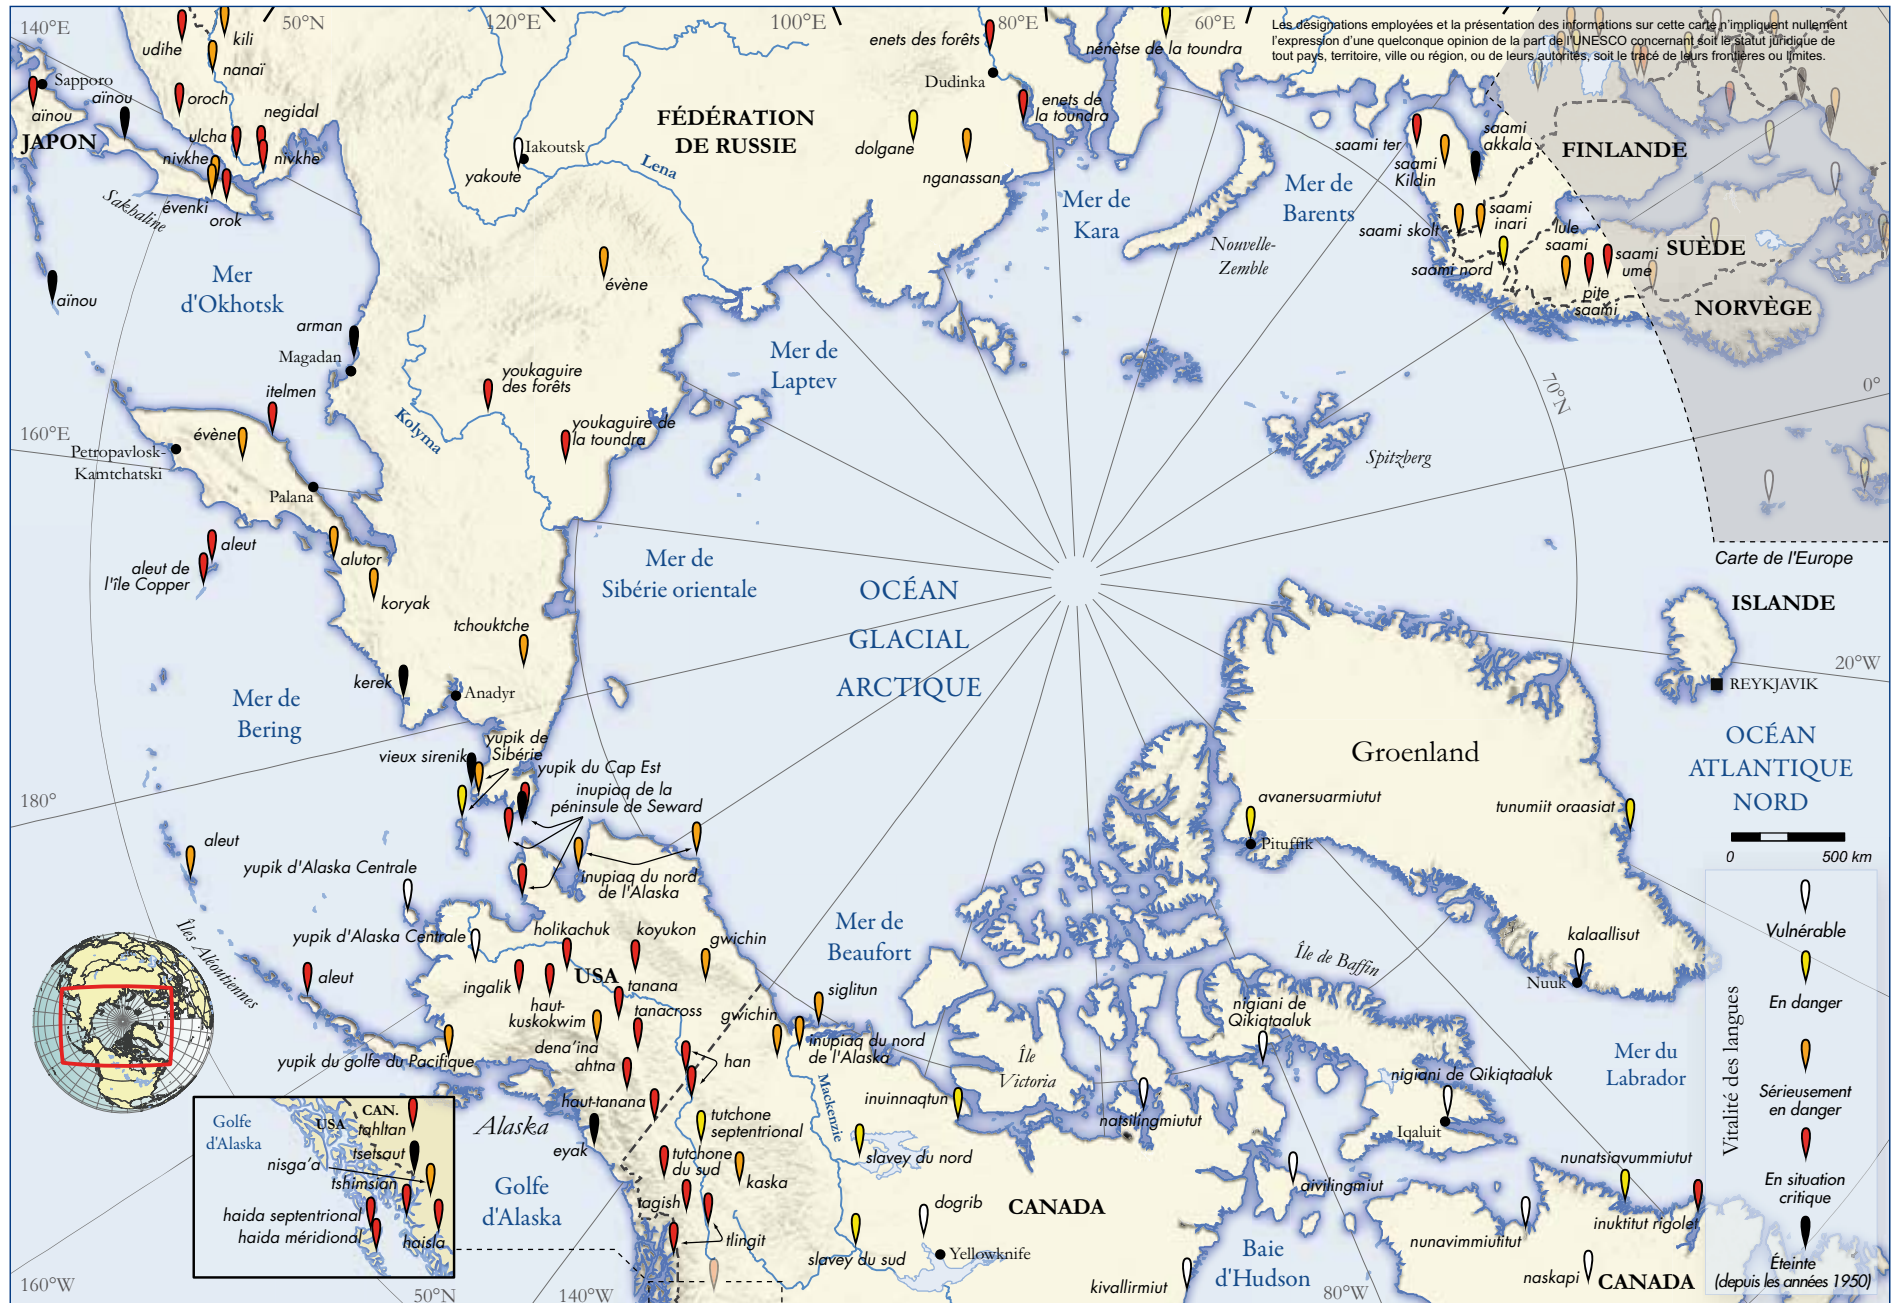 140°E
50°N
120°E
100°E
80°E
60°E
Les désignations employées et la présentation des informations sur cette carte n'impliquent nullement
l'expression d'une quelconque opinion de la part de l'UNESCO concernant soit le statut juridique de
tout pays, territoire, ville ou région, ou de leurs autorités, soit le tracé de leurs frontières ou limites.
udihe
kili
nanaï
Sapporo
aïnou
aïnou
JAPON
oroch
negidal
ulcha
nivkhe
nivkhe
évenki
orok
Sakhaline
aïnou
Mer
d'Okhotsk
Iakoutsk
yakoute
Lena
FÉDÉRATION
DE RUSSIE
enets des forêts
Dudinka
nénètse de la toundra
enets de
la toundra
dolgane
nganassan
Mer de
Kara
Nouvelle-
Zemble
Mer de
Barents
saami ter
saami
Kildin
saami
akkala
saami skolt
saami
inari
saami nord
lule
saami
pite
saami
saami
ume
FINLANDE
SUÈDE
NORVÈGE
évène
arman
Magadan
itelmen
évène
160°E
Petropavlosk-
Kamtchatski
Palana
youkaguire
des forêts
Kolyma
youkaguire de
la toundra
Mer de
Laptev
Spitzberg
70°N
0°
Carte de l'Europe
aleut
aleut de
l'île Copper
alutor
koryak
tchouktche
kerek
Anadyr
Mer de
Sibérie orientale
OCÉAN
GLACIAL
ARCTIQUE
ISLANDE
20°W
REYKJAVIK
Mer de
Bering
vieux sirenik
yupik de
Sibérie
yupik du Cap Est
inupiaq de la
péninsule de Seward
180°
Groenland
avanersuarmiutut
Pituffik
tunumiit oraasiat
OCÉAN
ATLANTIQUE
NORD
0
500 km
aleut
yupik d'Alaska Centrale
inupiaq du nord
de l'Alaska
Îles Aléoutiennes
yupik d'Alaska Centrale
holikachuk
koyukon
gwichin
Mer de
Beaufort
aleut
ingalik
USA
haut-
kuskokwim
tanana
tanacross
gwichin
siglitun
inupiaq du nord
de l'Alaska
dena'ina
ahtna
han
yupik du golfe du Pacifique
haut-tanana
Alaska
eyak
tutchone
septentrional
Mackenzie
inuinnaqtun
Île
Victoria
natsilingmiutut
nigiani de
Qikiqtaaluk
Île de Baffin
nigiani de Qikiqtaaluk
Iqaluit
kalaallisut
Nuuk
Mer du
Labrador
Golfe
d'Alaska
tutchone
du sud
kaska
tagish
tlingit
slavey du nord
slavey du sud
dogrib
Yellowknife
CANADA
kivallirmiut
aivilingmiut
Baie
d'Hudson
nunavimmiutitut
nunatsiavummiutut
inuktitut rigolet
naskapi
CANADA
Golfe
d'Alaska
CAN.
USA
tahltan
tsetsaut
nisga'a
tshimsian
haida septentrional
haida méridional
haisla
160°W
50°N
140°W
80°W
Vitalité des langues
Vulnérable
En danger
Sérieusement
en danger
En situation
critique
Éteinte
(depuis les années 1950)